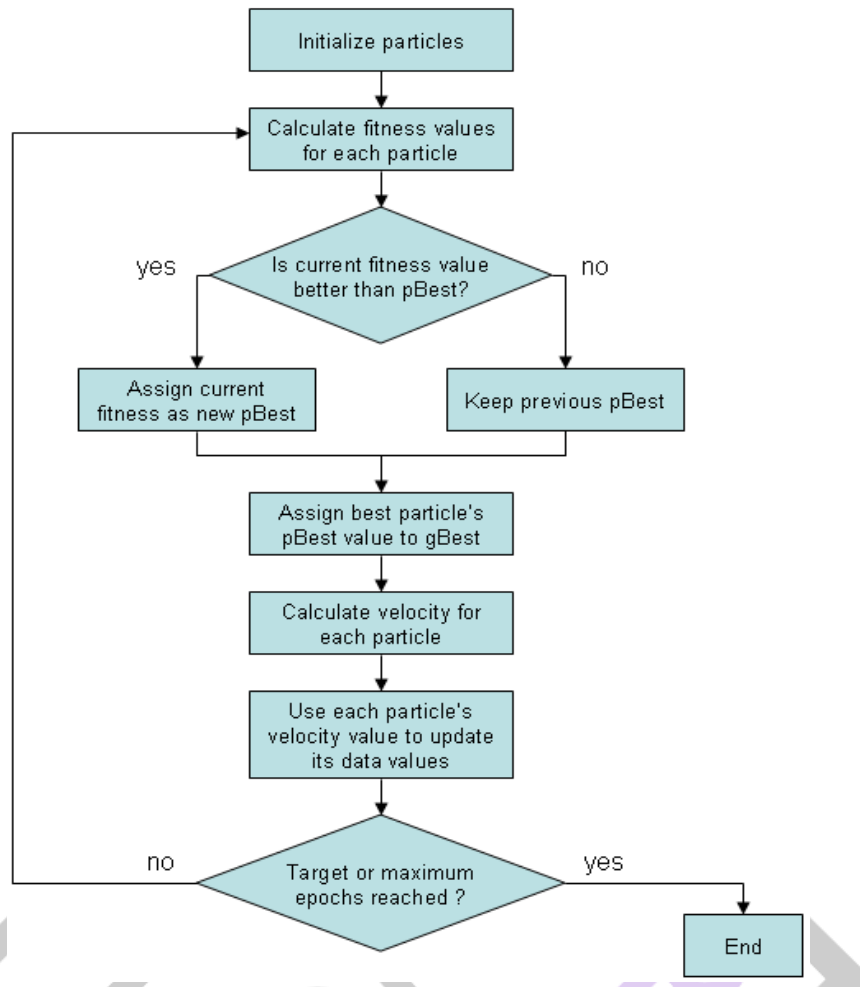 Initialize particles
Calculate fitness values
for each particle
yes
Is current fitness value
better than pBest?
no
Assign current
fitness as new pBest
Keep previous pBest
Assign best particle's
pBest value to gBest
Calculate velocity for
each particle
Use each particle's
velocity value to update
its data values
no
Target or maximum
epochs reached ?
yes
End